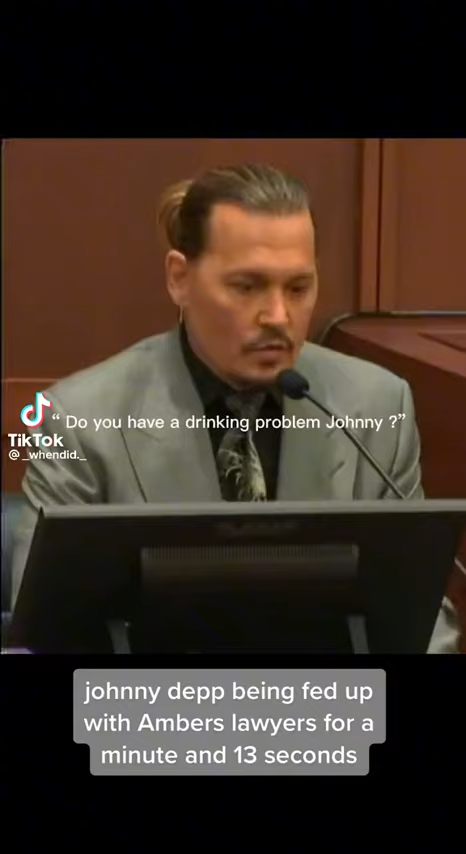 “ Do you have a drinking problem Johnny ?”
TikTok
@ _whendid._
johnny depp being fed up
with Ambers lawyers for a
minute and 13 seconds